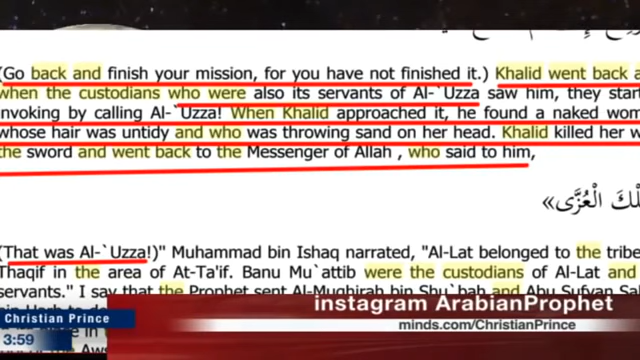 (Go back and finish your mission, for you have not finished it.) Khalid went back a
when the custodians who were also its servants of Al-`Uzza saw him, they start
invoking by calling Al-`Uzza! When Khalid approached it, he found a naked wom
whose hair was untidy and who was throwing sand on her head. Khalid killed her w
the sword and went back to the Messenger of Allah , who said to him,
لْكَ الْعُزَّى»
(That was Al-`Uzza!)" Muhammad bin Ishaq narrated, "Al-Lat belonged to the tribe
Thaqif in the area of At-Ta'if. Banu Mu`attib were the custodians of Al-Lat and
servants." I say that the Prophet sent Al-Mughirah bin Shu`bah and Abu Sufyan Sa
instagram ArabianProphet
Christian Prince
minds.com/ChristianPrince
3:59